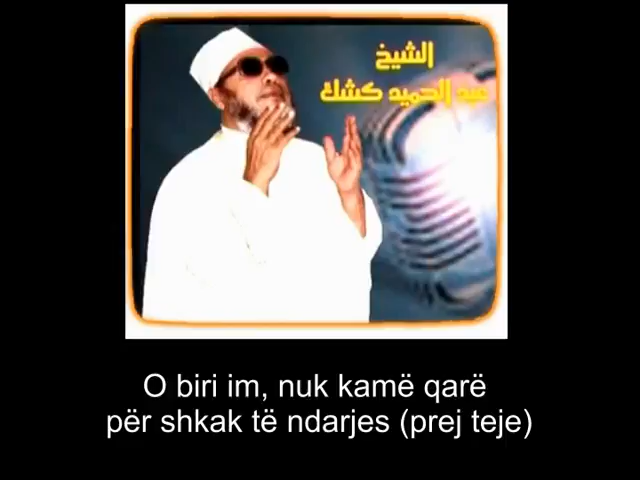 الشيخ
عبد الحميد كشك
O biri im, nuk kamë qarë
për shkak të ndarjes (prej teje)